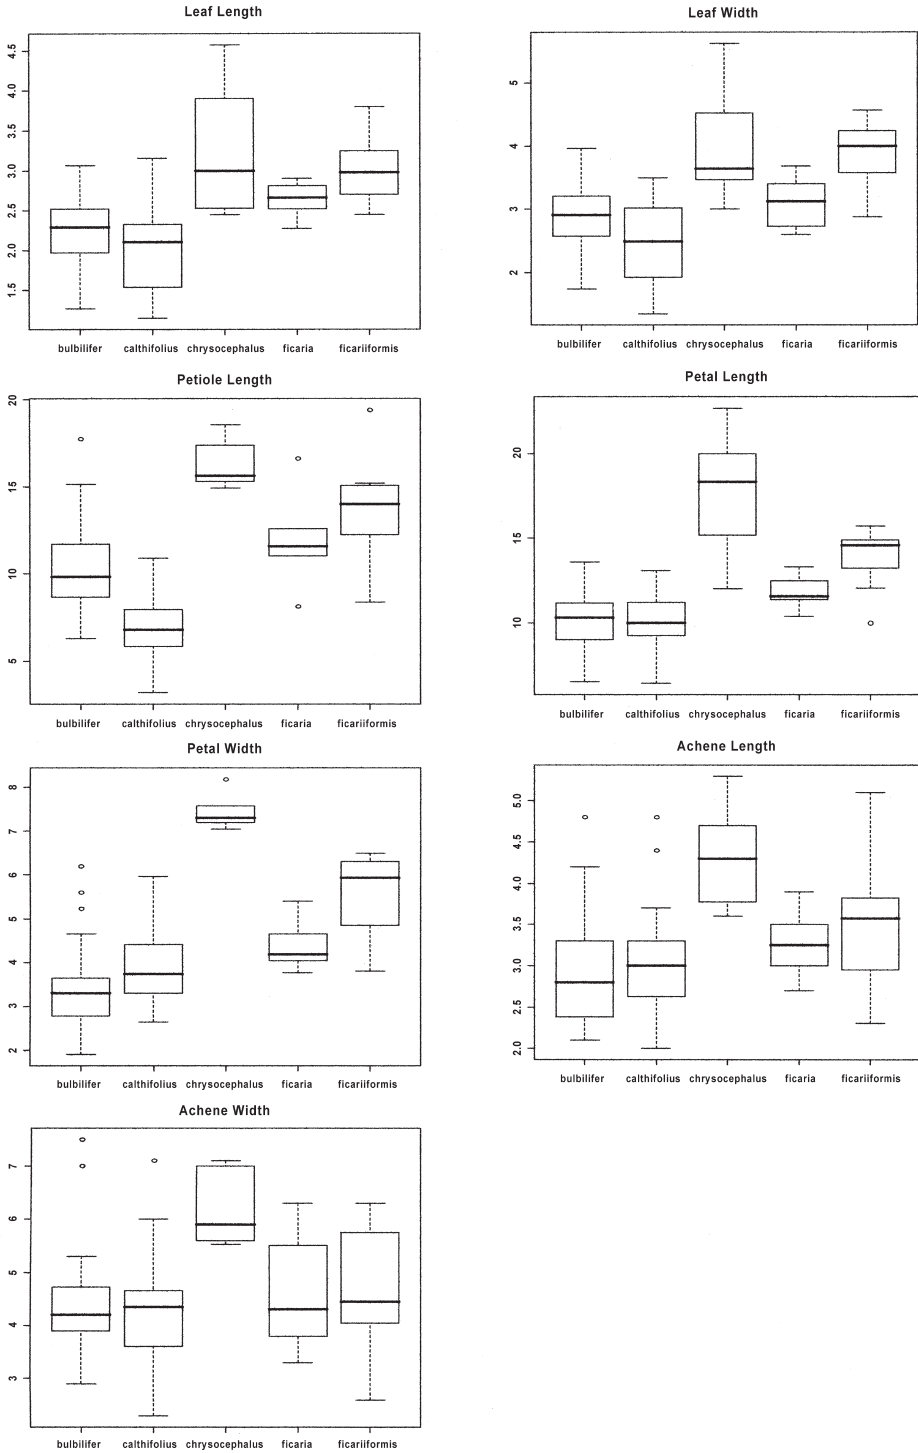 Leaf Length
4.5
4.0
3.5
3.0
2.5
2.0
1.5
bulbilifer calthifolius chrysocephalus ficaria ficariiformis
Leaf Width
5
4
3
2
bulbilifer calthifolius chrysocephalus ficaria ficariiformis
Petiole Length
20
15
10
5
bulbilifer calthifolius chrysocephalus ficaria ficariiformis
Petal Length
20
15
10
bulbilifer calthifolius chrysocephalus ficaria ficariiformis
Petal Width
8
7
6
5
4
3
2
bulbilifer calthifolius chrysocephalus ficaria ficariiformis
Achene Length
5.0
4.5
4.0
3.5
3.0
2.5
2.0
bulbilifer calthifolius chrysocephalus ficaria ficariiformis
Achene Width
7
6
5
4
3
bulbilifer calthifolius chrysocephalus ficaria ficariiformis